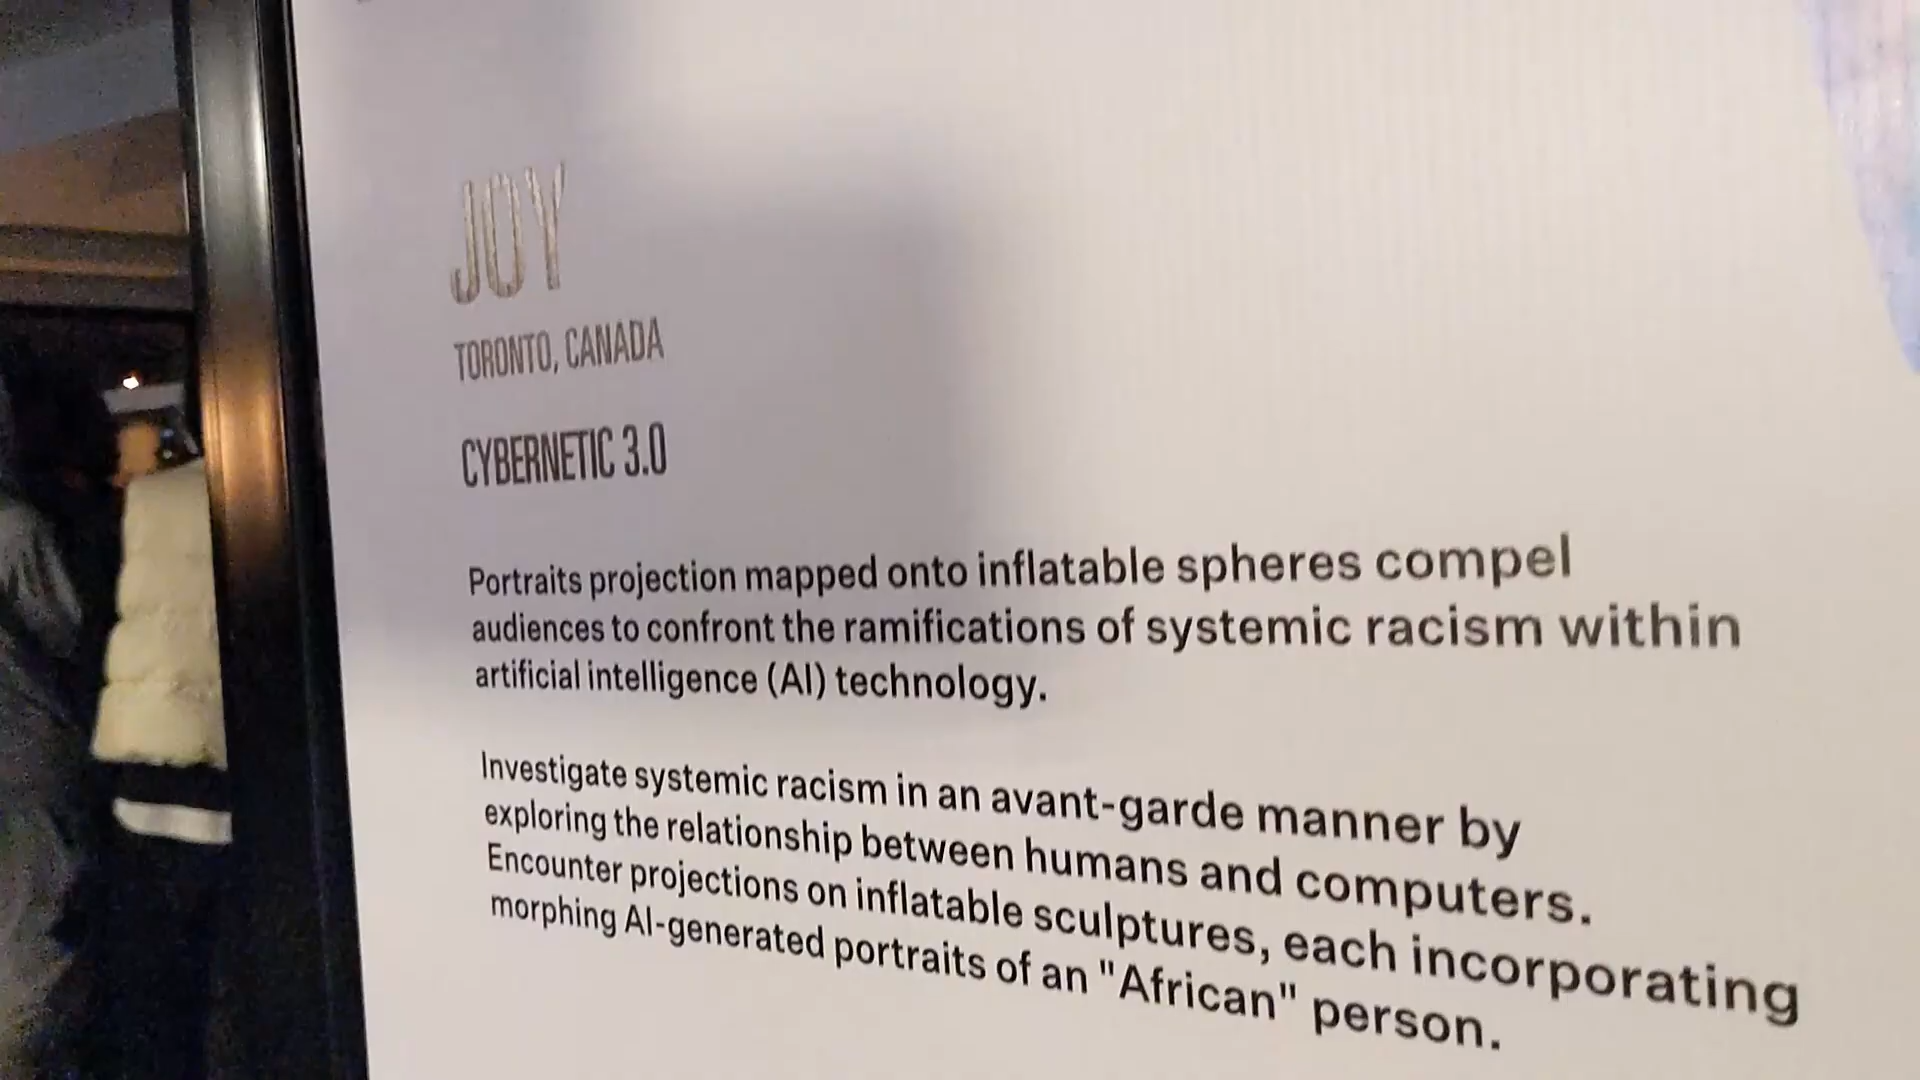 JOY
TORONTO, CANADA
CYBERNETIC 3.0
Portraits projection mapped onto inflatable spheres compel
audiences to confront the ramifications of systemic racism within
artificial intelligence (AI) technology.
Investigate systemic racism in an avant-garde manner by
exploring the relationship between humans and computers.
Encounter projections on inflatable sculptures, each incorporating
morphing AI-generated portraits of an "African" person.